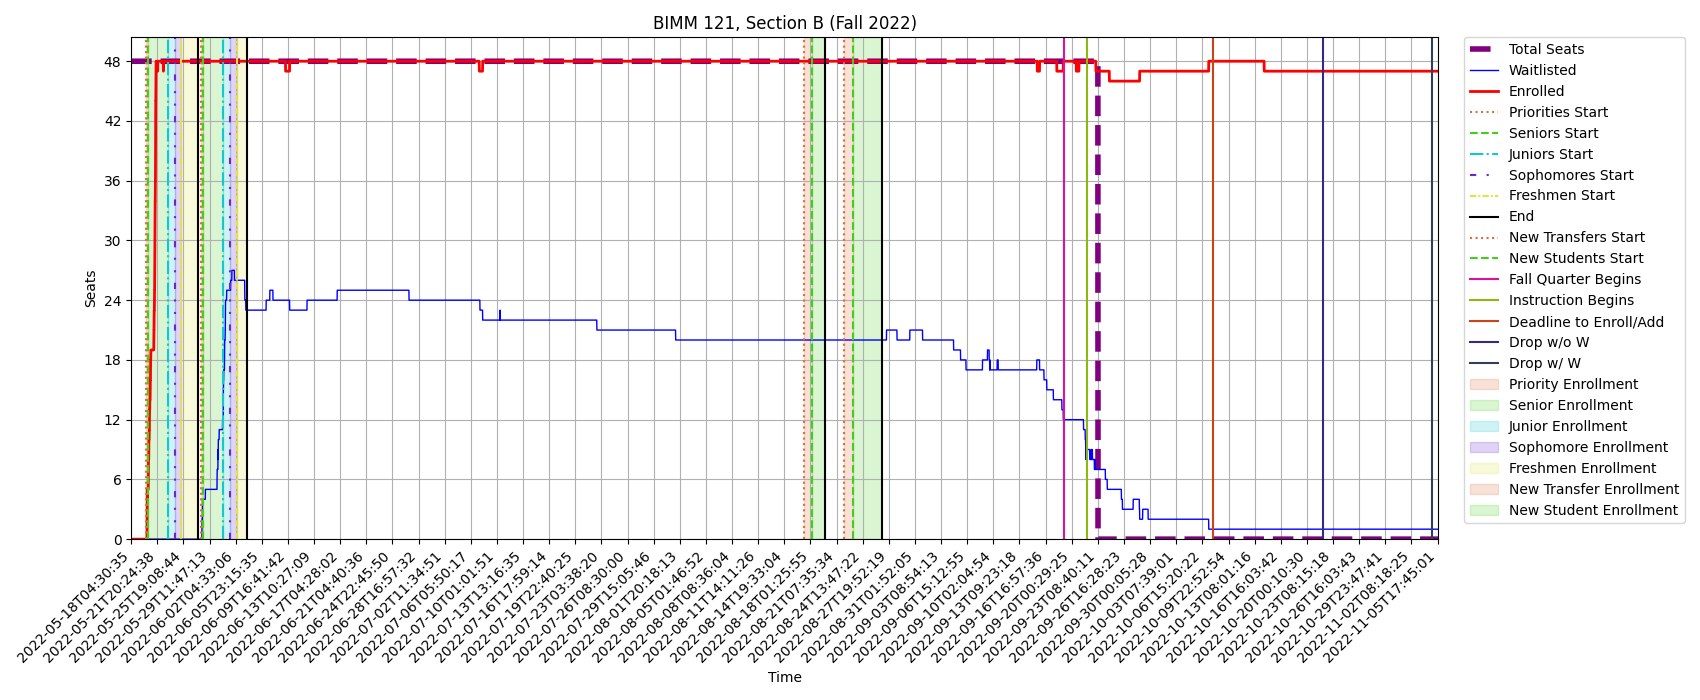 BIMM 121, Section B (Fall 2022)
Seats
48
42
36
30
24
18
12
6
0
2022-05-18T04:30:35
2022-05-21T20:24:38
2022-05-25T19:08:44
2022-05-29T11:47:13
2022-06-02T04:33:06
2022-06-05T23:15:35
2022-06-09T16:41:42
2022-06-13T10:27:09
2022-06-17T04:28:02
2022-06-21T04:40:36
2022-06-24T22:45:50
2022-06-28T16:57:32
2022-07-02T11:34:51
2022-07-06T05:50:17
2022-07-10T01:01:51
2022-07-13T13:16:35
2022-07-16T17:59:14
2022-07-19T22:40:25
2022-07-23T03:38:20
2022-07-26T08:30:00
2022-07-29T15:05:46
2022-08-01T20:18:13
2022-08-05T01:46:52
2022-08-08T08:36:04
2022-08-11T14:11:26
2022-08-14T19:33:04
2022-08-18T01:25:55
2022-08-21T07:35:34
2022-08-24T13:47:22
2022-08-27T19:52:19
2022-08-31T01:52:05
2022-09-03T08:54:13
2022-09-06T15:12:55
2022-09-10T02:04:54
2022-09-13T09:23:18
2022-09-16T16:57:36
2022-09-20T00:29:25
2022-09-23T08:40:11
2022-09-26T16:28:23
2022-09-30T00:05:28
2022-10-03T07:39:01
2022-10-06T15:20:22
2022-10-09T22:52:54
2022-10-13T08:01:16
2022-10-16T16:03:42
2022-10-20T00:10:30
2022-10-23T08:15:18
2022-10-26T16:03:43
2022-10-29T23:47:41
2022-11-02T08:18:25
2022-11-05T17:45:01
Time
Total Seats
Waitlisted
Enrolled
Priorities Start
Seniors Start
Juniors Start
Sophomores Start
Freshmen Start
End
New Transfers Start
New Students Start
Fall Quarter Begins
Instruction Begins
Deadline to Enroll/Add
Drop w/o W
Drop w/ W
Priority Enrollment
Senior Enrollment
Junior Enrollment
Sophomore Enrollment
Freshmen Enrollment
New Transfer Enrollment
New Student Enrollment